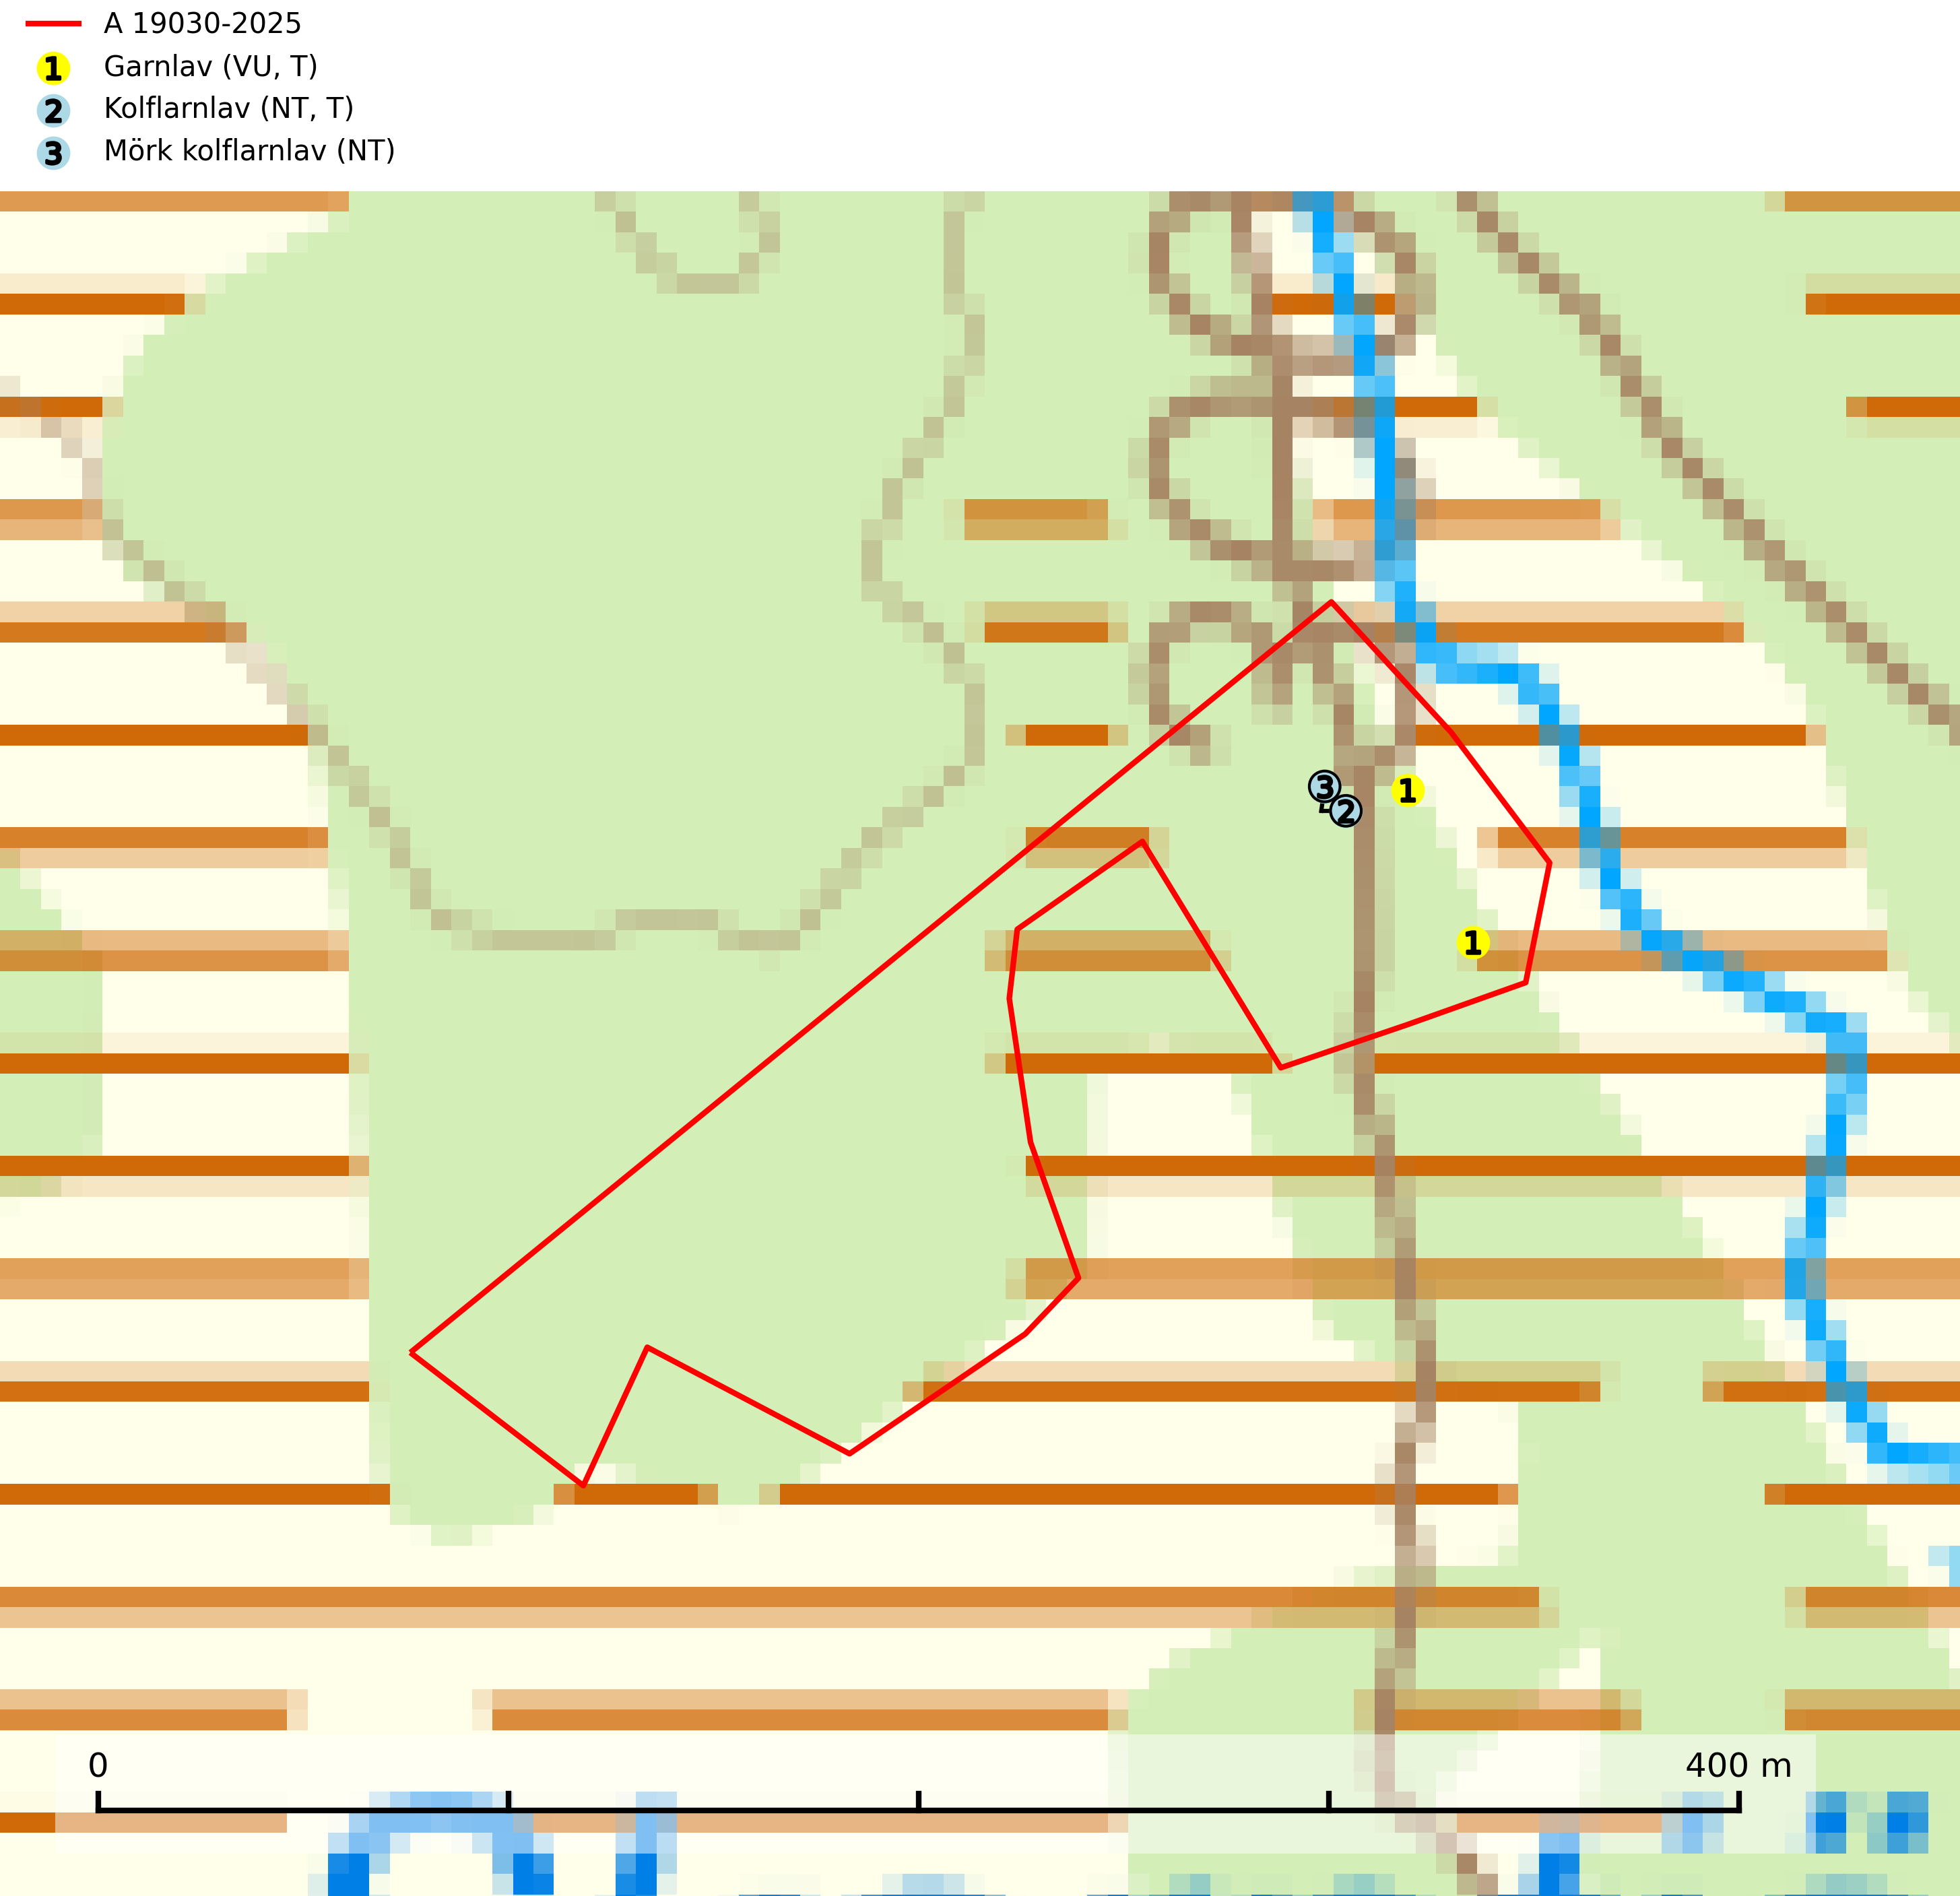 A 19030-2025
1 Garnlav (VU, T)
2 Kolflarnlav (NT, T)
3 Mörk kolflarnlav (NT)
3
2
1
1
0
400 m